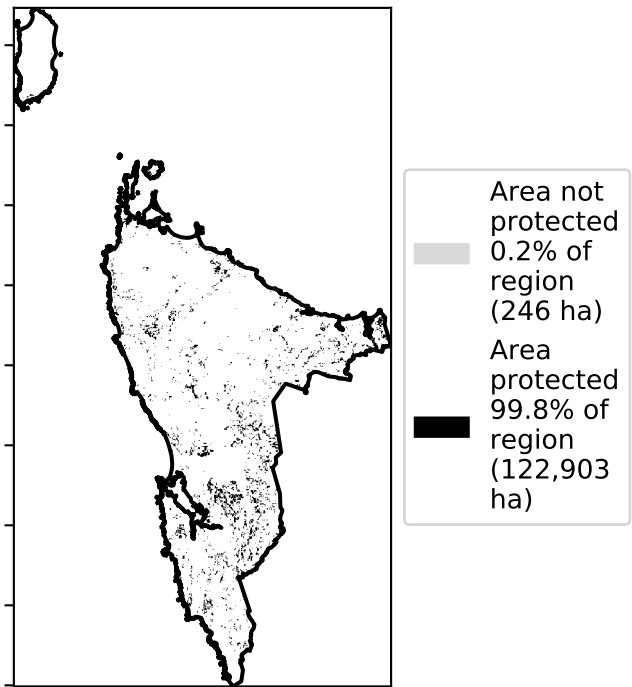 Area not
protected
0.2% of
region
(246 ha)
Area
protected
99.8% of
region
(122,903
ha)